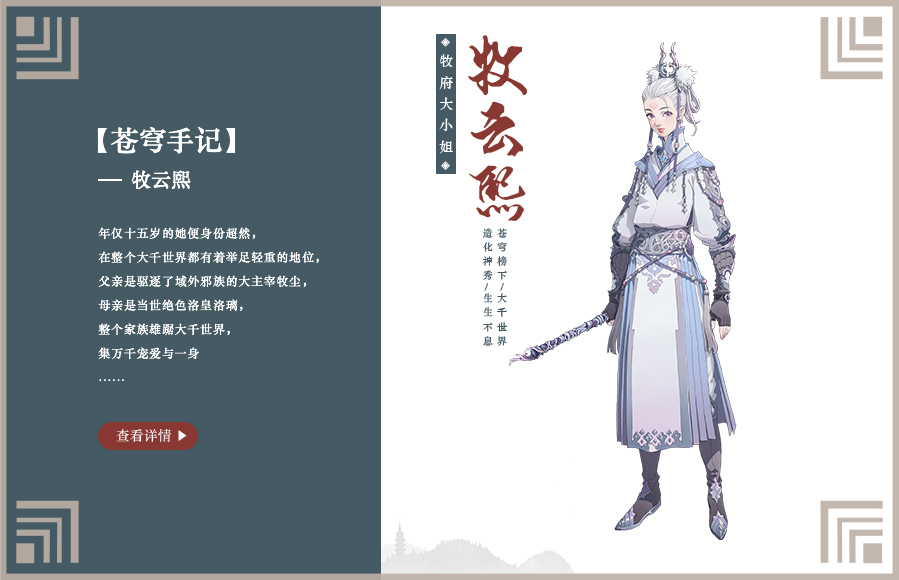 【苍穹手记】
— 牧云熙
年仅十五岁的她便身份超然，
在整个大千世界都有着举足轻重的地位，
父亲是驱逐了域外邪族的大主宰牧尘，
母亲是当世绝色洛皇洛璃，
整个家族雄踞大千世界，
集万千宠爱与一身
……
查看详情
牧府大小姐
牧云熙
苍穹榜下/大千世界
造化神秀/生生不息